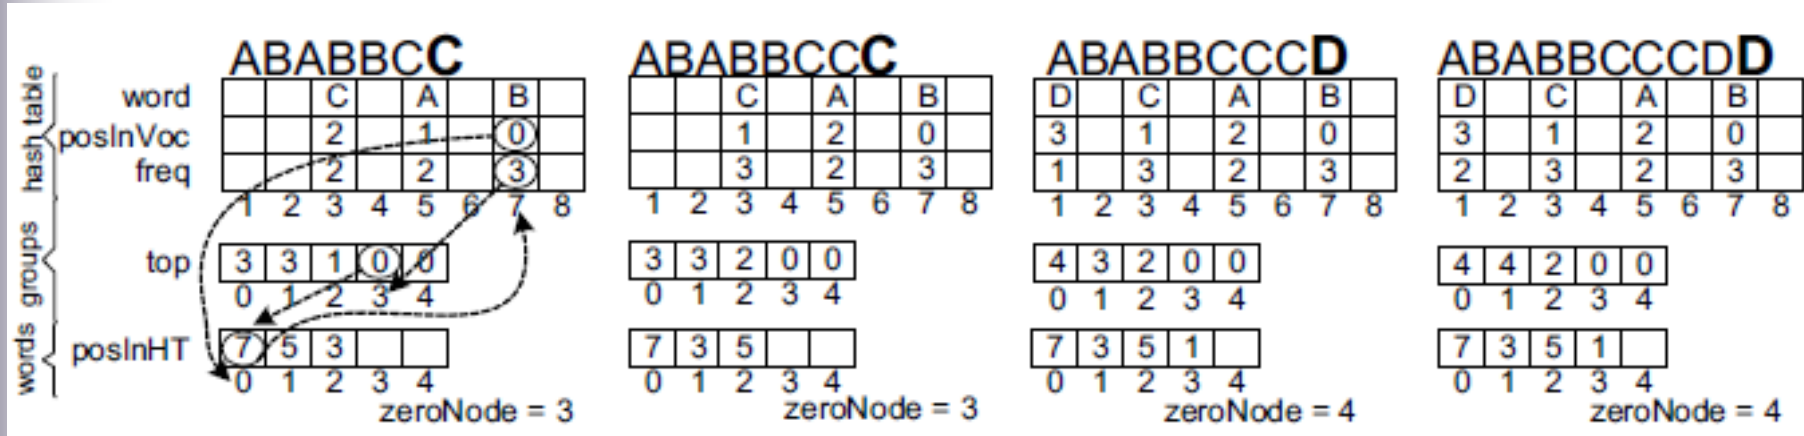 ABABBCC ABABBCCC ABABBCCCD ABABBCCCDD
hash table
word C A B C A B D C A B D C A B
posInVoc 2 1 0 1 2 0 3 1 2 0 3 1 2 0
freq 2 2 3 3 2 3 1 3 2 3 2 3 2 3
1 2 3 4 5 6 7 8 1 2 3 4 5 6 7 8 1 2 3 4 5 6 7 8 1 2 3 4 5 6 7 8
groups
top 3 3 1 0 0 3 3 2 0 0 4 3 2 0 0 4 4 2 0 0
0 1 2 3 4 0 1 2 3 4 0 1 2 3 4 0 1 2 3 4
words
posInHT 7 5 3 7 3 5 7 3 5 1 7 3 5 1
0 1 2 3 4 0 1 2 3 4 0 1 2 3 4 0 1 2 3 4
zeroNode = 3 zeroNode = 3 zeroNode = 4 zeroNode = 4